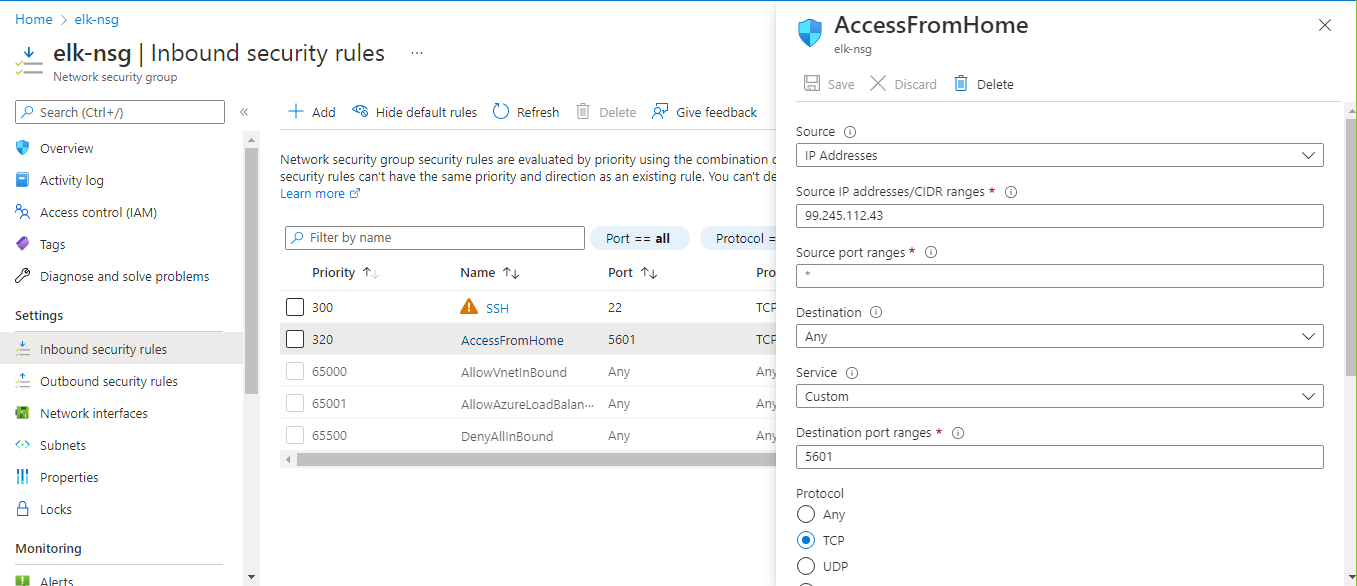 Home > elk-nsg
elk-nsg | Inbound security rules ...
Network security group
Search (Ctrl+/)
«
Overview
Activity log
Access control (IAM)
Tags
Diagnose and solve problems
Settings
Inbound security rules
Outbound security rules
Network interfaces
Subnets
Properties
Locks
Monitoring
Alerts
Add Hide default rules Refresh Delete Give feedback
Network security group security rules are evaluated by priority using the combination
security rules can't have the same priority and direction as an existing rule. You can't de
Learn more
Filter by name Port == all Protocol =
Priority ↑↓ Name ↑↓ Port ↑↓ Pro
300 SSH 22 TCP
320 AccessFromHome 5601 TCP
65000 AllowVnetInBound Any Any
65001 AllowAzureLoadBalan... Any Any
65500 DenyAllInBound Any Any
AccessFromHome
elk-nsg
Save Discard Delete
Source
IP Addresses
Source IP addresses/CIDR ranges *
99.245.112.43
Source port ranges *
*
Destination
Any
Service
Custom
Destination port ranges *
5601
Protocol
Any
TCP
UDP